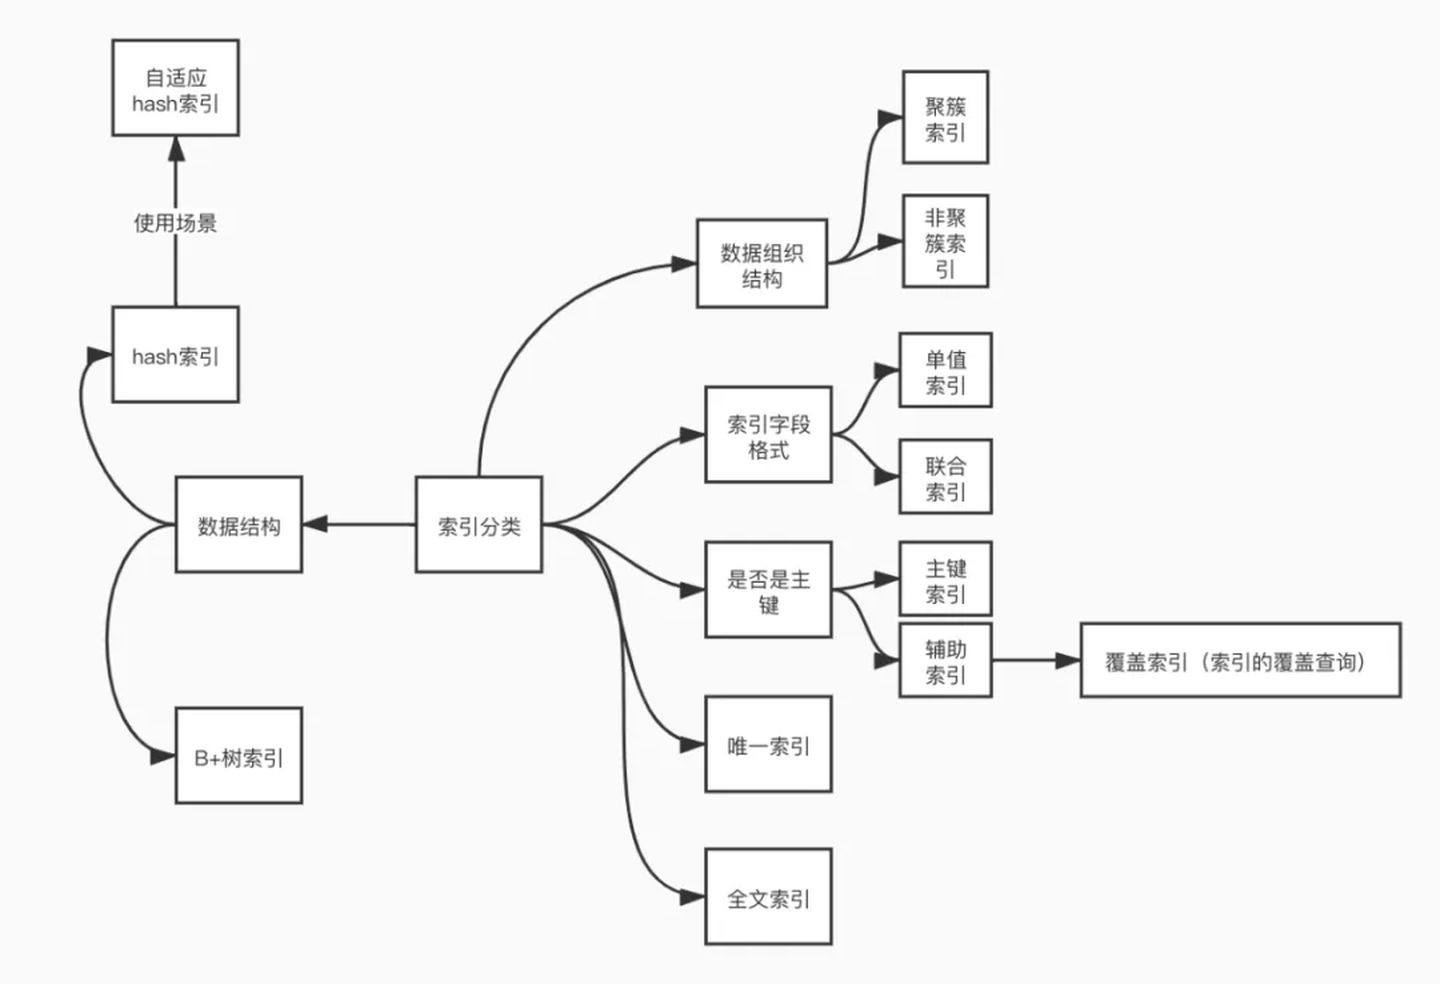 自适应
hash索引
使用场景
hash索引
数据结构
B+树索引
索引分类
数据组织
结构
聚簇
索引
非聚
簇索
引
索引字段
格式
单值
索引
联合
索引
是否是主
键
主键
索引
辅助
索引
覆盖索引（索引的覆盖查询）
唯一索引
全文索引